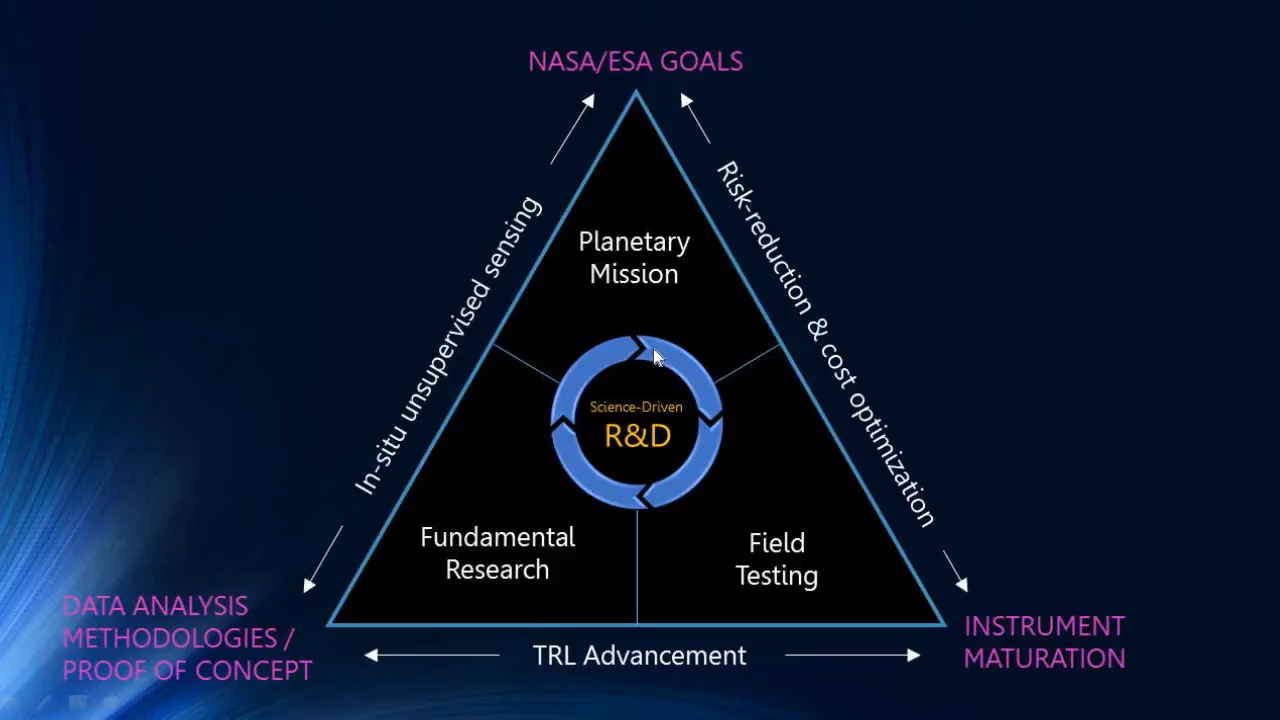 NASA/ESA GOALS
In-situ unsupervised sensing
Risk-reduction & cost optimization
Planetary
Mission
Science-Driven
R&D
Fundamental
Research
Field
Testing
DATA ANALYSIS
METHODOLOGIES /
PROOF OF CONCEPT
TRL Advancement
INSTRUMENT
MATURATION